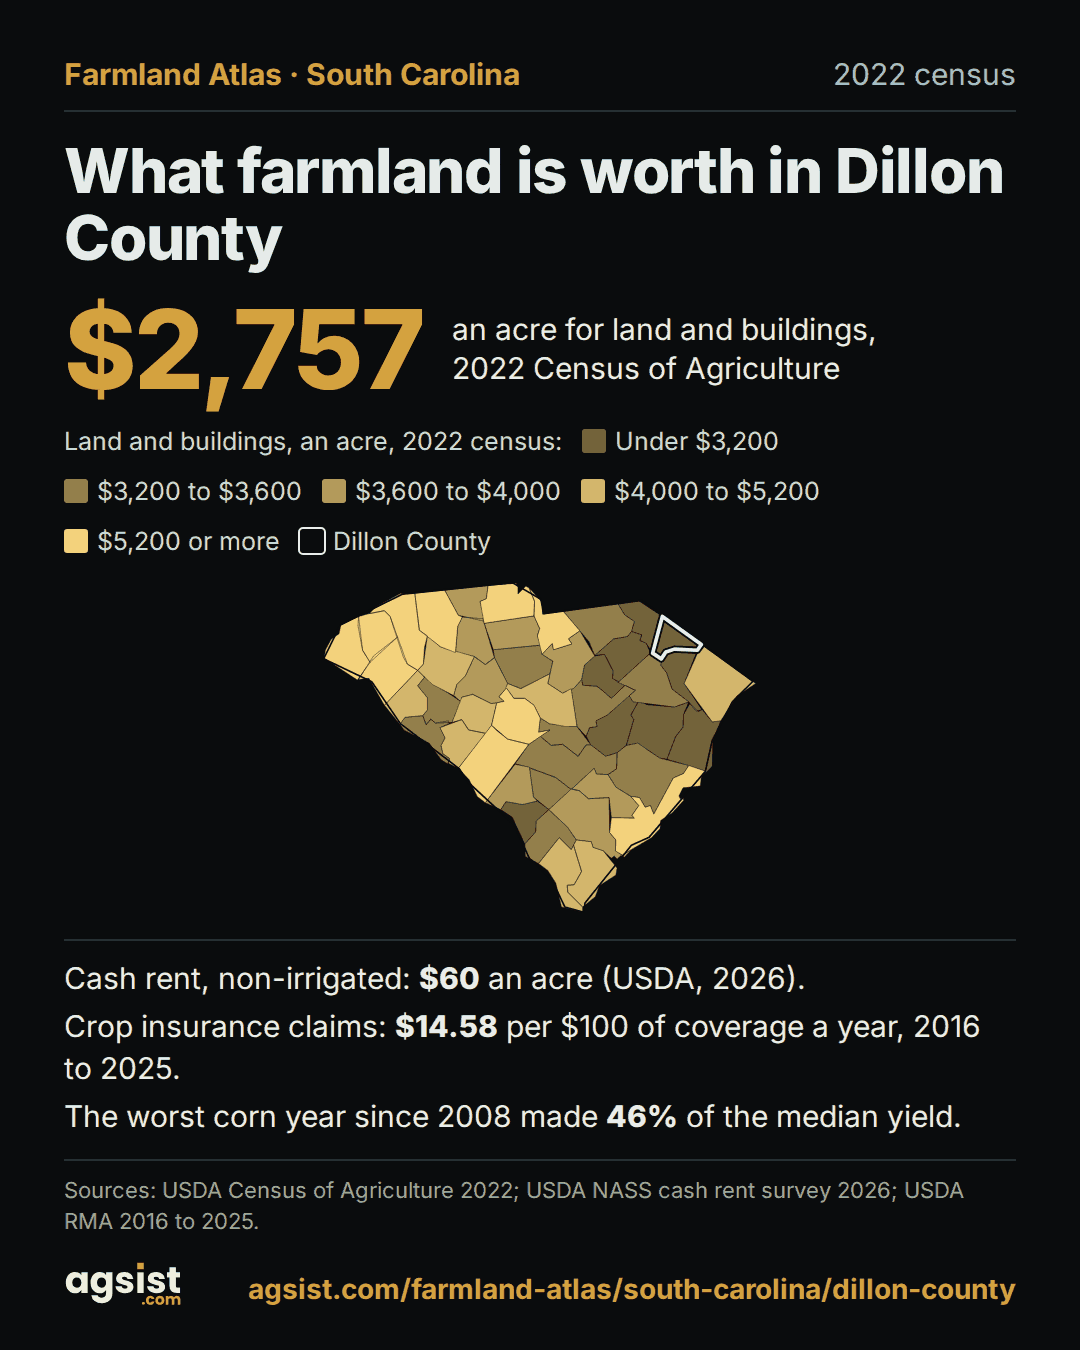 Farmland Atlas · South Carolina
2022 census
What farmland is worth in Dillon
County
$2,757
an acre for land and buildings,
2022 Census of Agriculture
Land and buildings, an acre, 2022 census:
Under $3,200
$3,200 to $3,600
$3,600 to $4,000
$4,000 to $5,200
$5,200 or more
Dillon County
Cash rent, non-irrigated: $60 an acre (USDA, 2026).
Crop insurance claims: $14.58 per $100 of coverage a year, 2016
to 2025.
The worst corn year since 2008 made 46% of the median yield.
Sources: USDA Census of Agriculture 2022; USDA NASS cash rent survey 2026; USDA
RMA 2016 to 2025.
agsist
.com
agsist.com/farmland-atlas/south-carolina/dillon-county